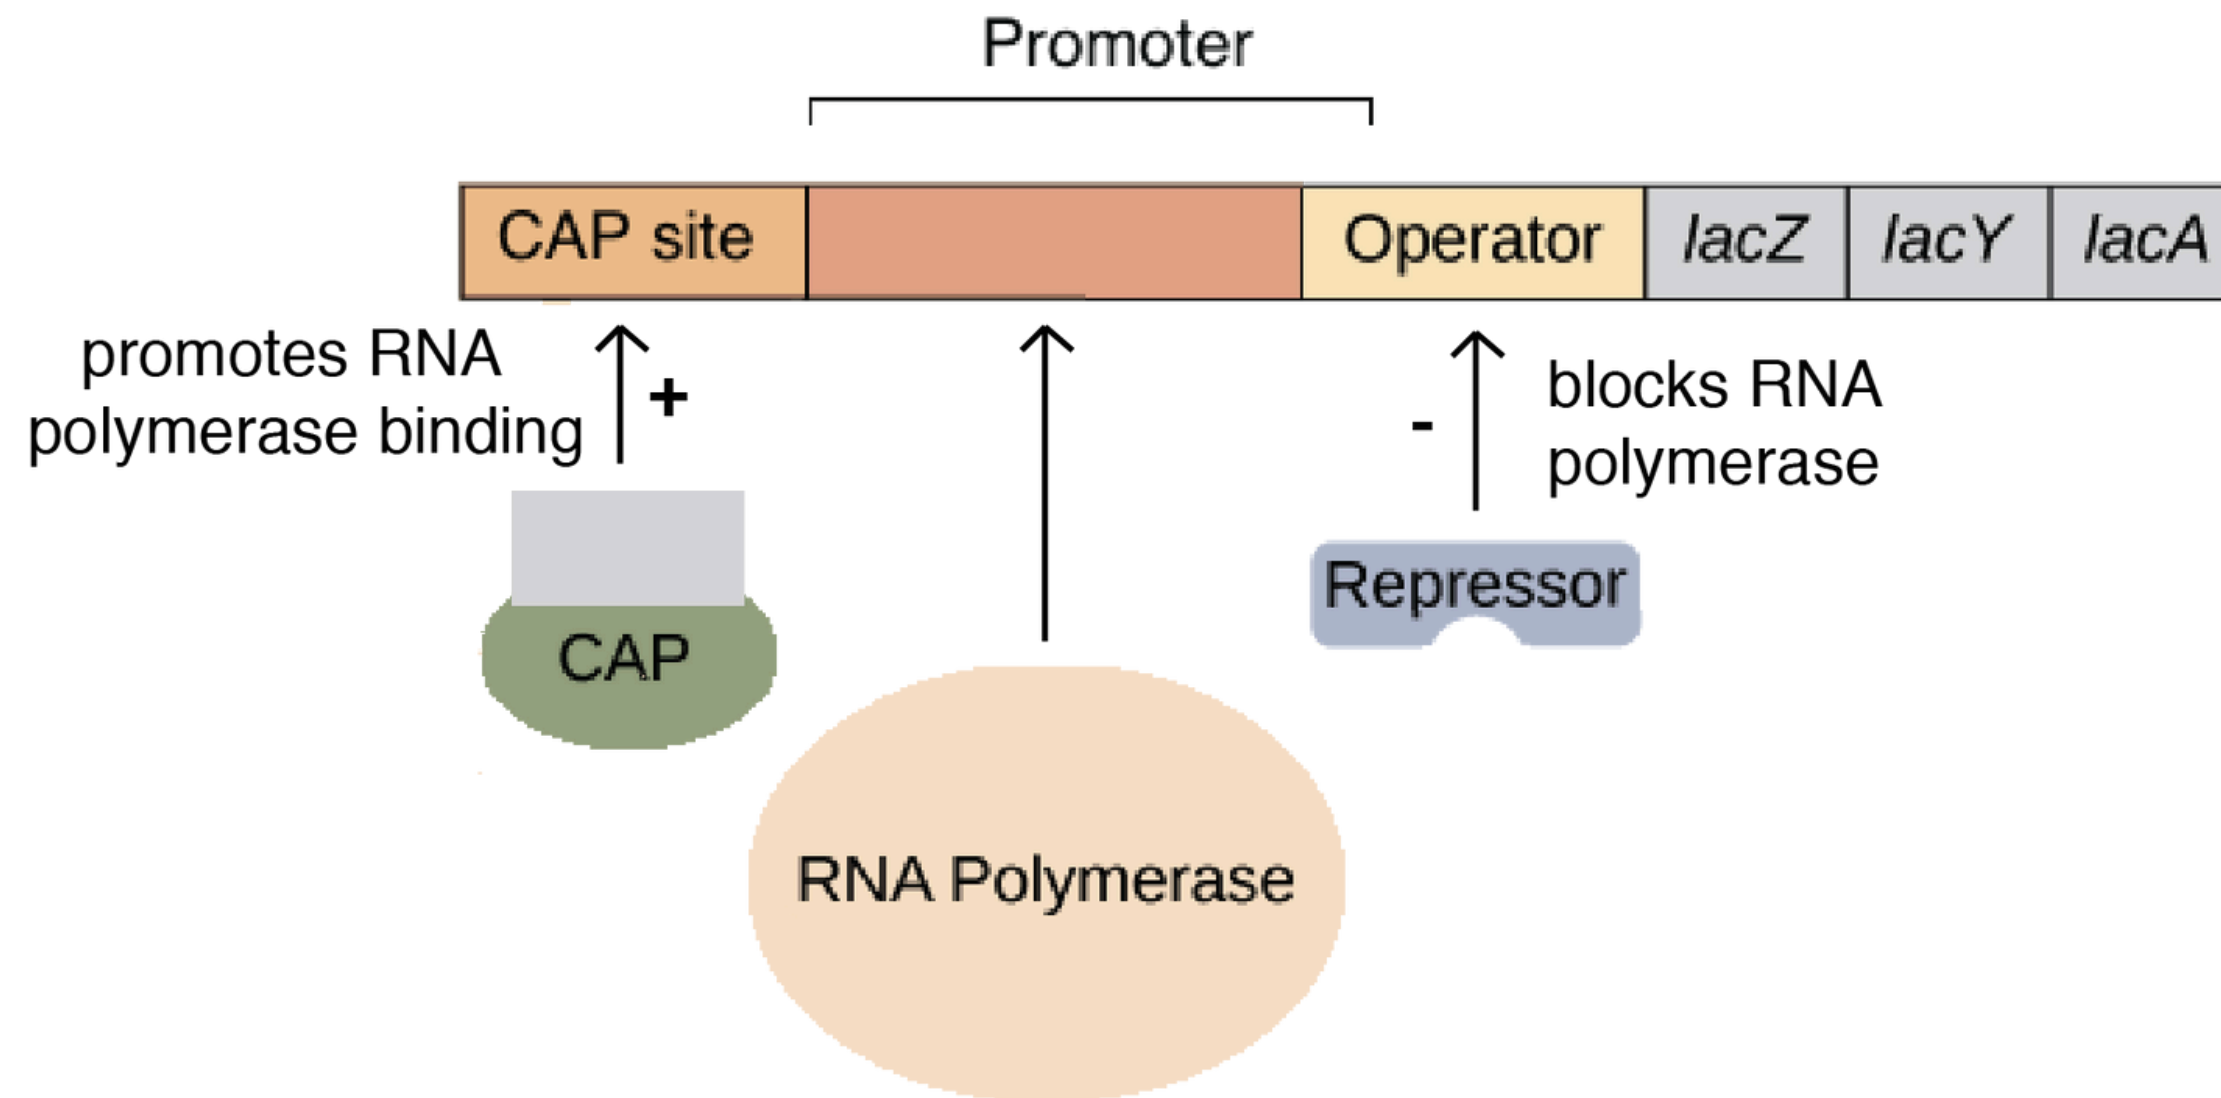 Promoter
CAP site
Operator
lacZ
lacY
lacA
promotes RNA
polymerase binding
+
-
blocks RNA
polymerase
CAP
Repressor
RNA Polymerase